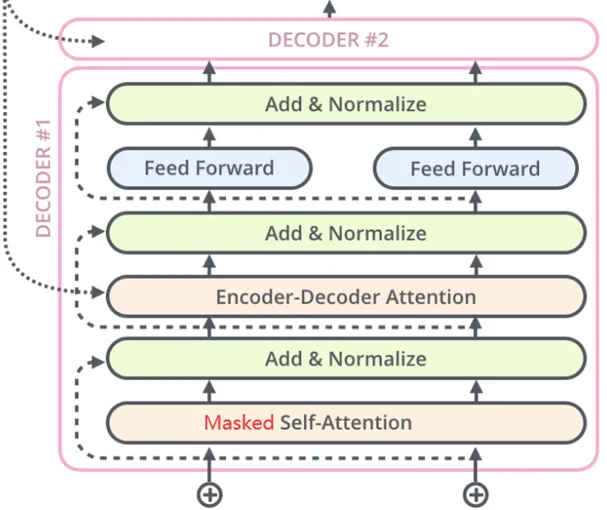 DECODER #2
DECODER #1
Add & Normalize
Feed Forward
Feed Forward
Add & Normalize
Encoder-Decoder Attention
Add & Normalize
Masked Self-Attention